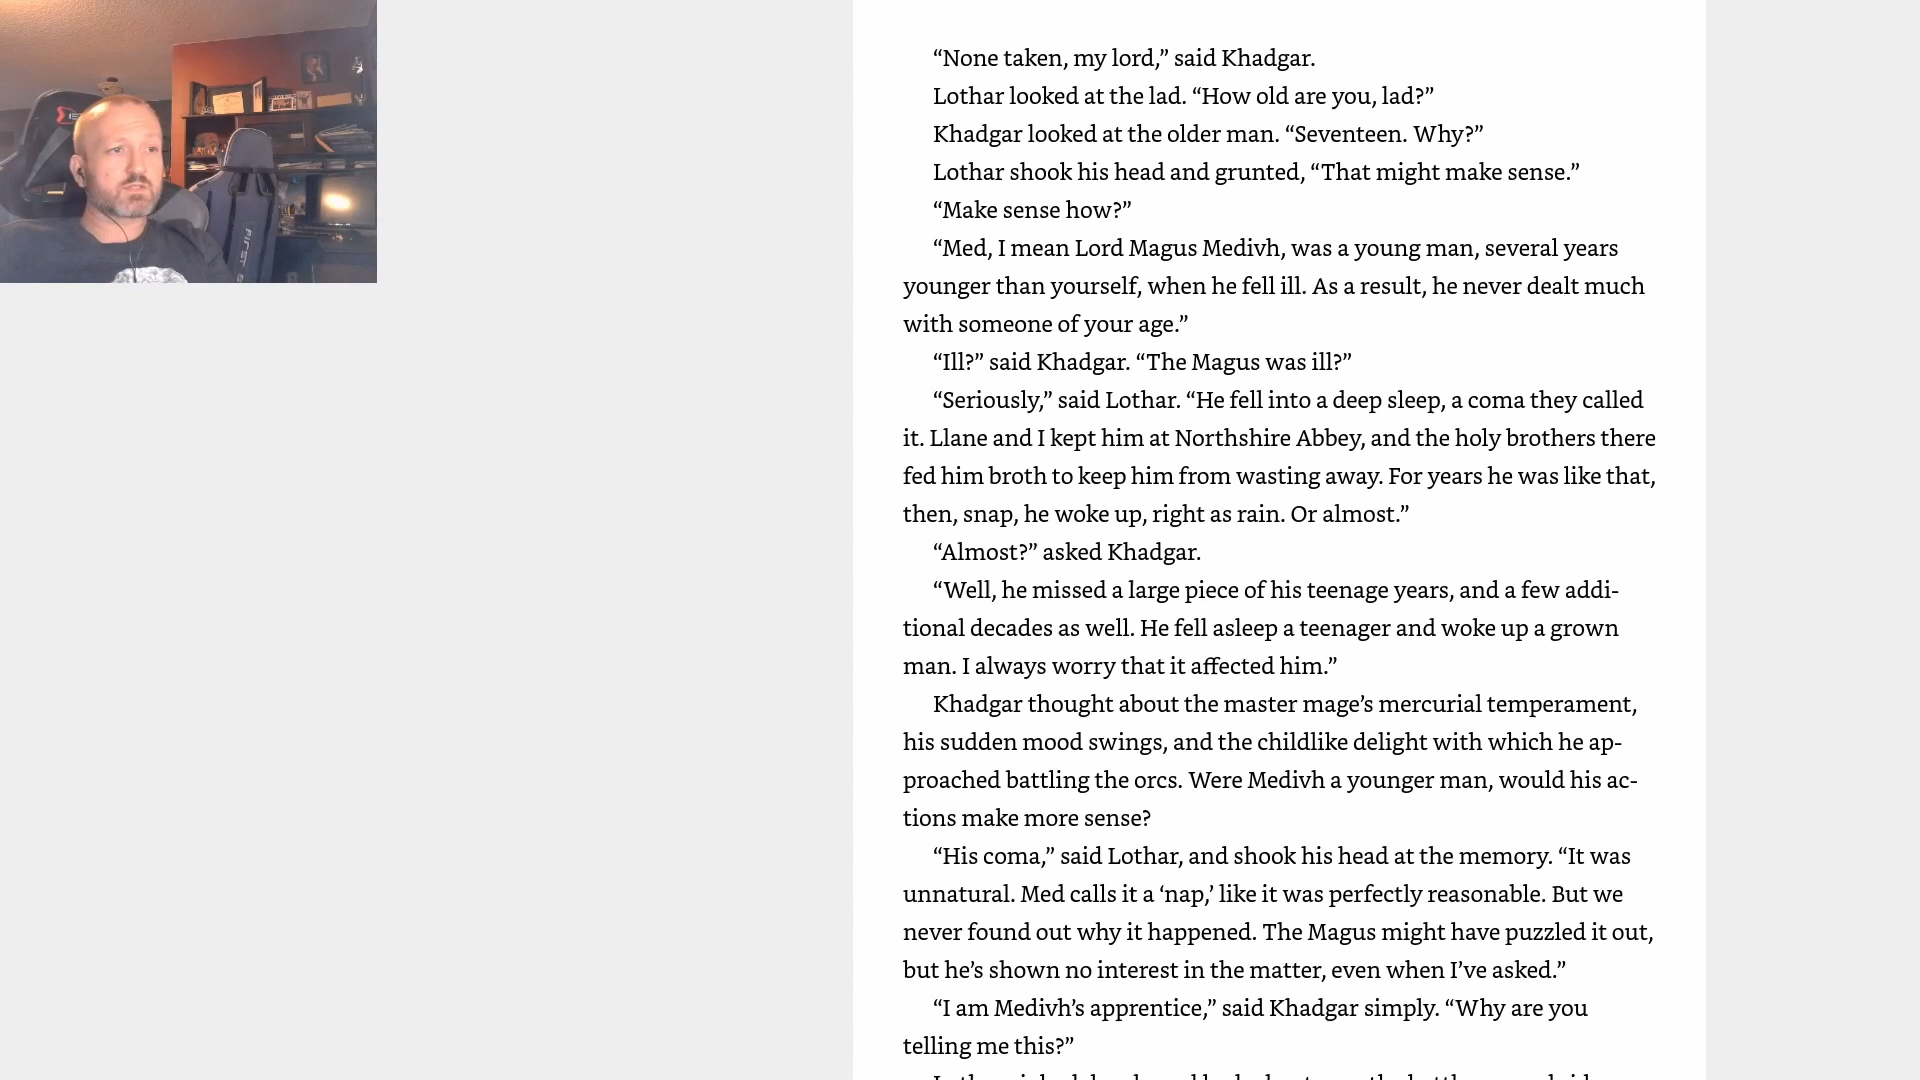 “None taken, my lord,” said Khadgar.
Lothar looked at the lad. “How old are you, lad?”
Khadgar looked at the older man. “Seventeen. Why?”
Lothar shook his head and grunted, “That might make sense.”
“Make sense how?”
“Med, I mean Lord Magus Medivh, was a young man, several years
younger than yourself, when he fell ill. As a result, he never dealt much
with someone of your age.”
“Ill?” said Khadgar. “The Magus was ill?”
“Seriously,” said Lothar. “He fell into a deep sleep, a coma they called
it. Llane and I kept him at Northshire Abbey, and the holy brothers there
fed him broth to keep him from wasting away. For years he was like that,
then, snap, he woke up, right as rain. Or almost.”
“Almost?” asked Khadgar.
“Well, he missed a large piece of his teenage years, and a few addi-
tional decades as well. He fell asleep a teenager and woke up a grown
man. I always worry that it affected him.”
Khadgar thought about the master mage’s mercurial temperament,
his sudden mood swings, and the childlike delight with which he ap-
proached battling the orcs. Were Medivh a younger man, would his ac-
tions make more sense?
“His coma,” said Lothar, and shook his head at the memory. “It was
unnatural. Med calls it a ‘nap,’ like it was perfectly reasonable. But we
never found out why it happened. The Magus might have puzzled it out,
but he’s shown no interest in the matter, even when I’ve asked.”
“I am Medivh’s apprentice,” said Khadgar simply. “Why are you
telling me this?”